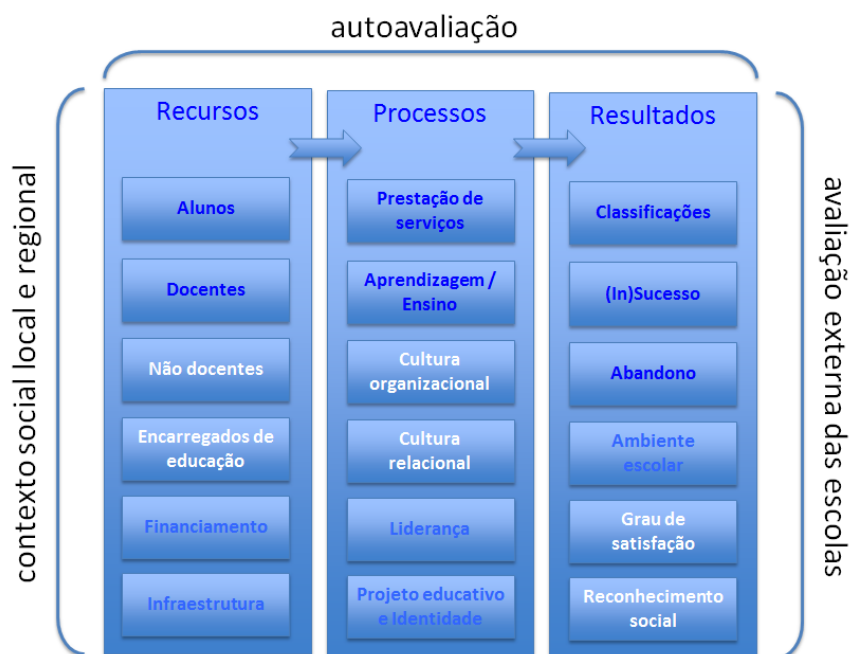 autoavaliação
contexto social local e regional
Recursos
Alunos
Docentes
Não docentes
Encarregados de
educação
Financiamento
Infraestrutura
Processos
Prestação de
serviços
Aprendizagem /
Ensino
Cultura
organizacional
Cultura
relacional
Liderança
Projeto educativo
e Identidade
Resultados
Classificações
(In)Sucesso
Abandono
Ambiente
escolar
Grau de
satisfação
Reconhecimento
social
avaliação externa das escolas